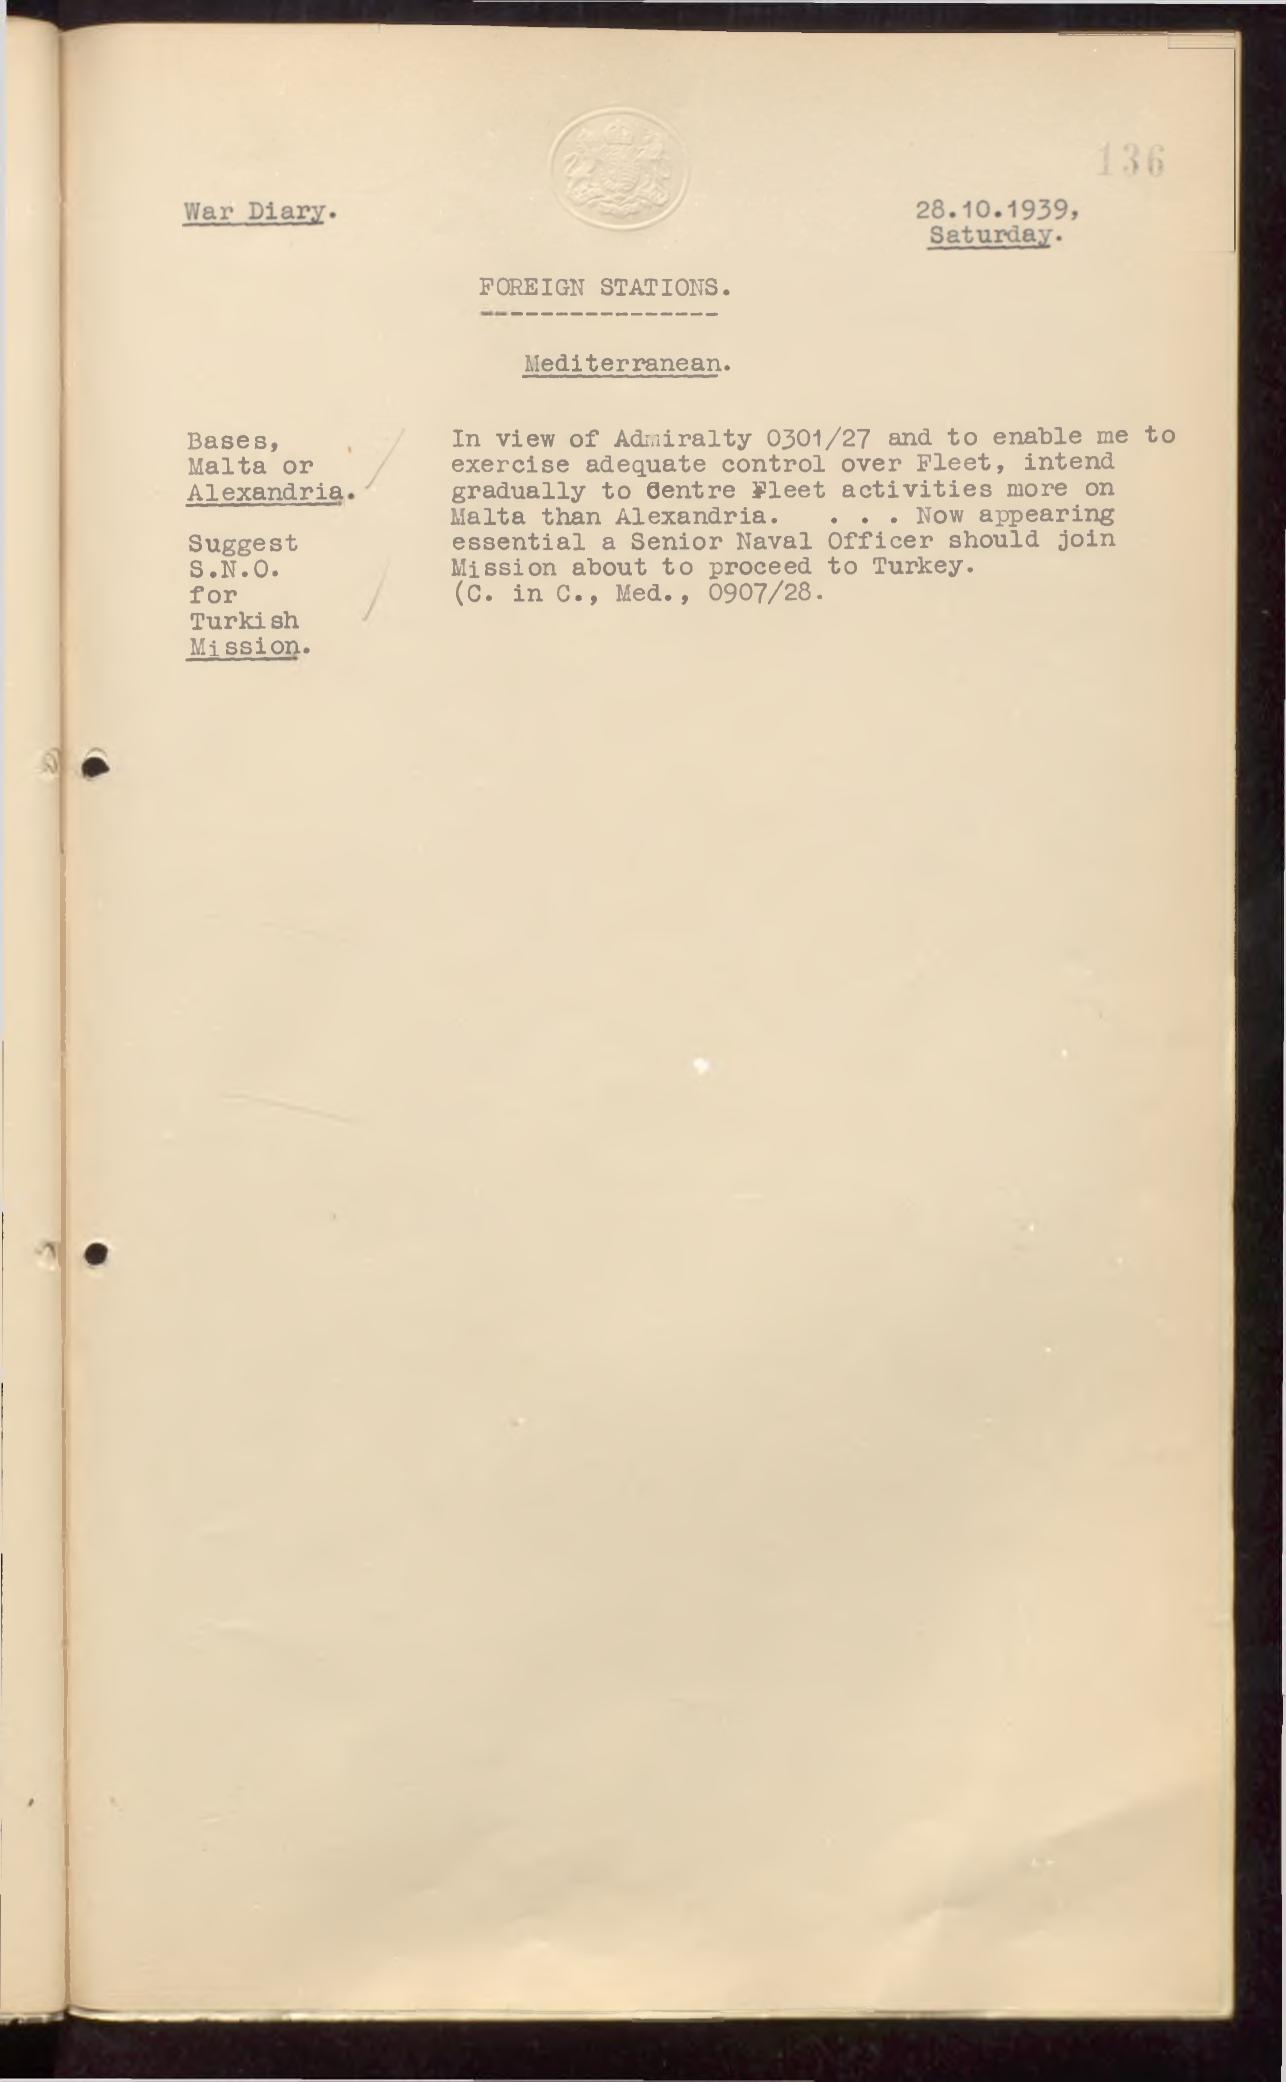 136
War Diary.
28.10.1939,
Saturday.
FOREIGN STATIONS.
----------------
Mediterranean.
Bases,
Malta or
Alexandria.
Suggest
S.N.O.
for
Turkish
Mission.
In view of Admiralty 0301/27 and to enable me to
exercise adequate control over Fleet, intend
gradually to Centre Fleet activities more on
Malta than Alexandria. . . . Now appearing
essential a Senior Naval Officer should join
Mission about to proceed to Turkey.
(C. in C., Med., 0907/28.